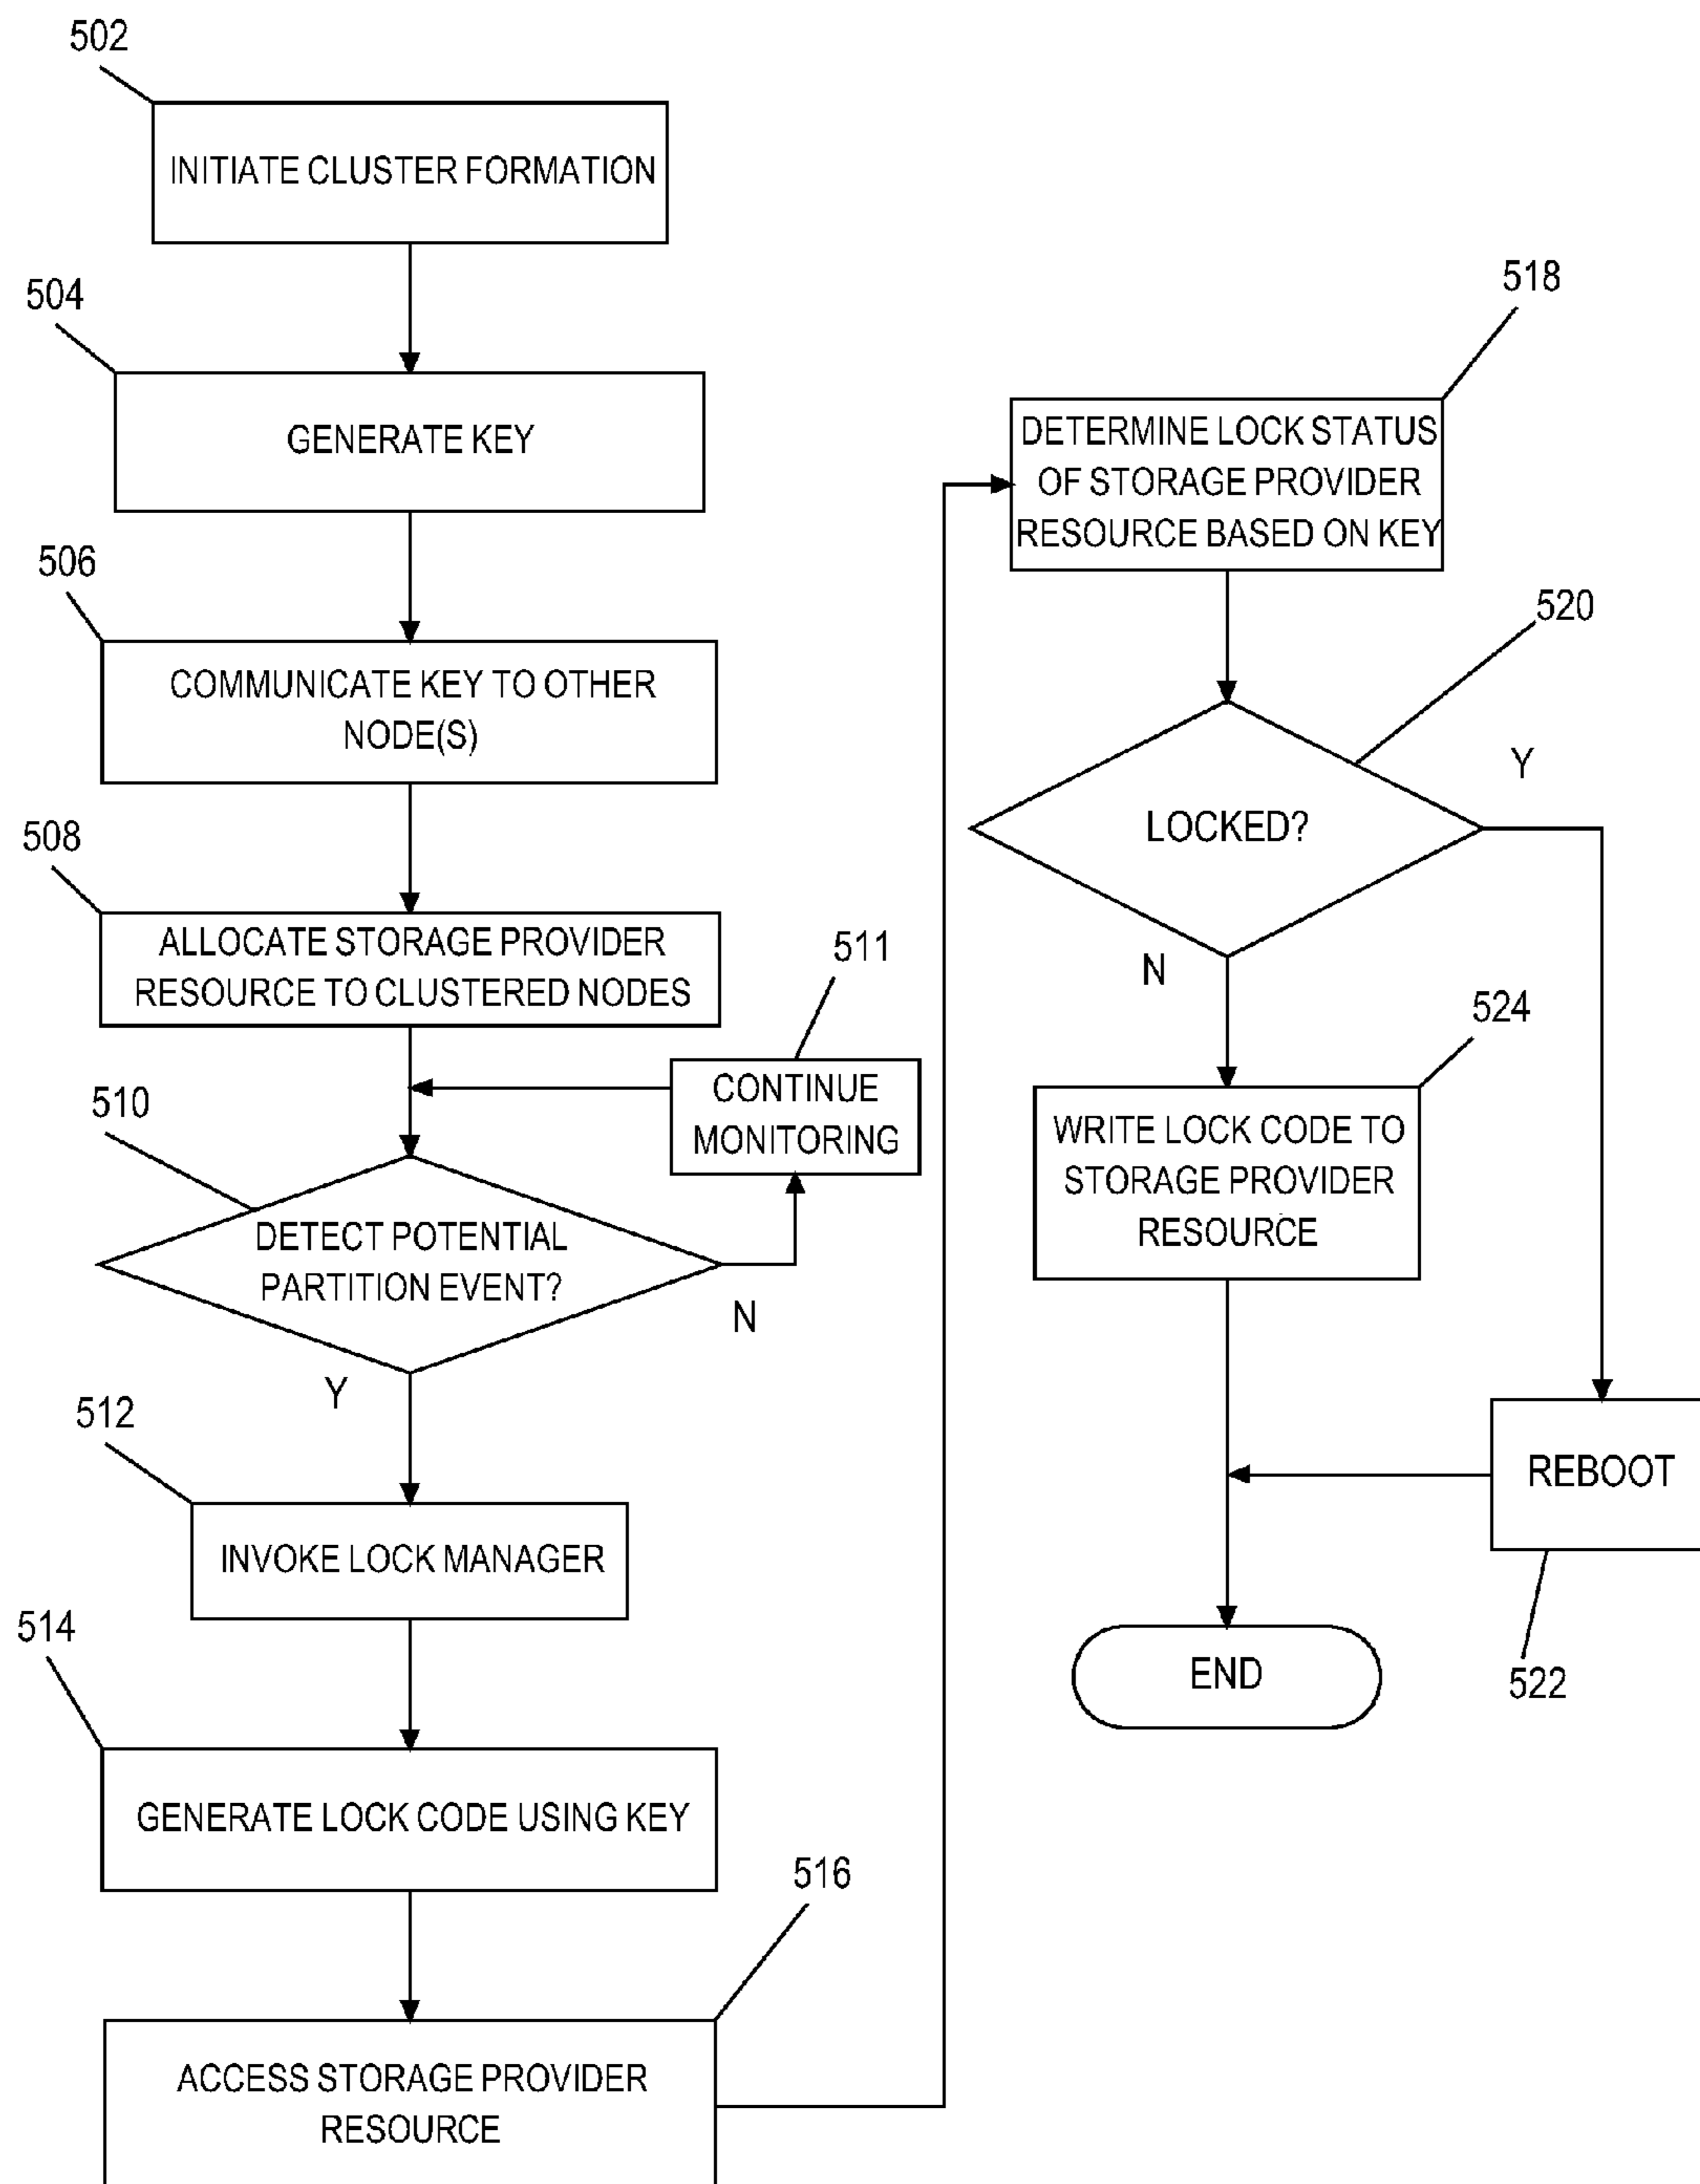 502
INITIATE CLUSTER FORMATION
504
GENERATE KEY
506
COMMUNICATE KEY TO OTHER
NODE(S)
508
ALLOCATE STORAGE PROVIDER
RESOURCE TO CLUSTERED NODES
511
CONTINUE
MONITORING
510
DETECT POTENTIAL
PARTITION EVENT?
N
Y
512
INVOKE LOCK MANAGER
514
GENERATE LOCK CODE USING KEY
516
ACCESS STORAGE PROVIDER
RESOURCE
518
DETERMINE LOCK STATUS
OF STORAGE PROVIDER
RESOURCE BASED ON KEY
520
Y
LOCKED?
N
524
WRITE LOCK CODE TO
STORAGE PROVIDER
RESOURCE
REBOOT
522
END